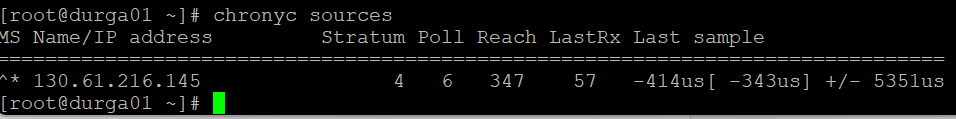 [root@durga01 ~]# chronyc sources
MS Name/IP address         Stratum Poll Reach LastRx Last sample
===============================================================================
^* 130.61.216.145                4   6   347    57   -414us[ -343us] +/- 5351us
[root@durga01 ~]#